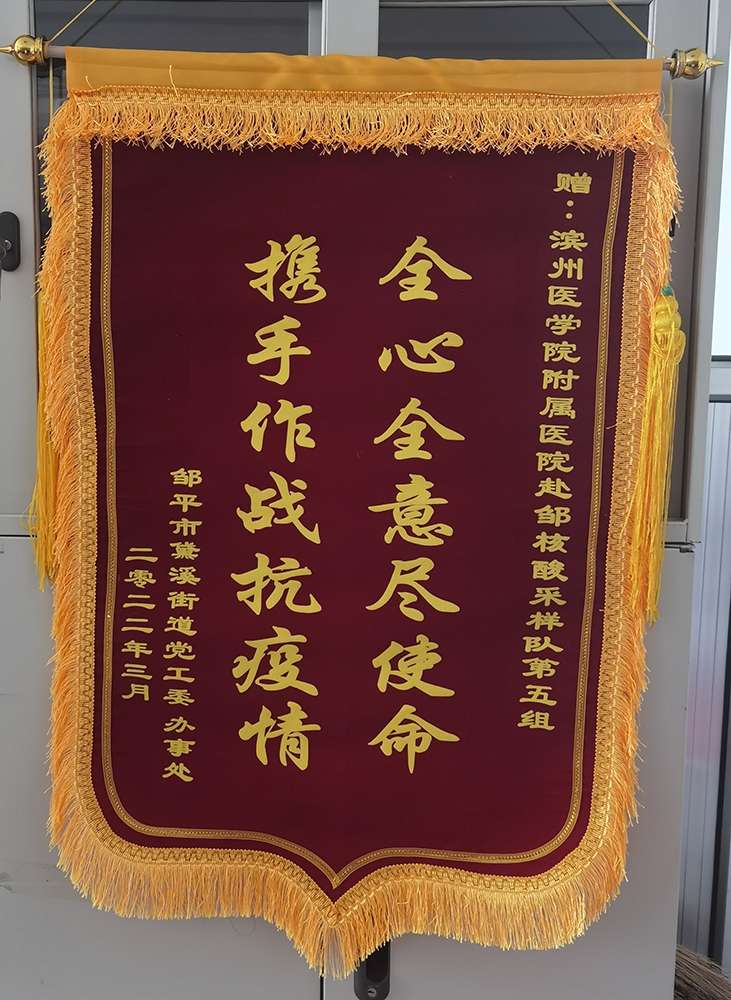 赠：滨州医学院附属医院赴邹核酸采样队第五组
全心全意尽使命
携手作战抗疫情
邹平市黛溪街道党工委 办事处
二零二二年三月